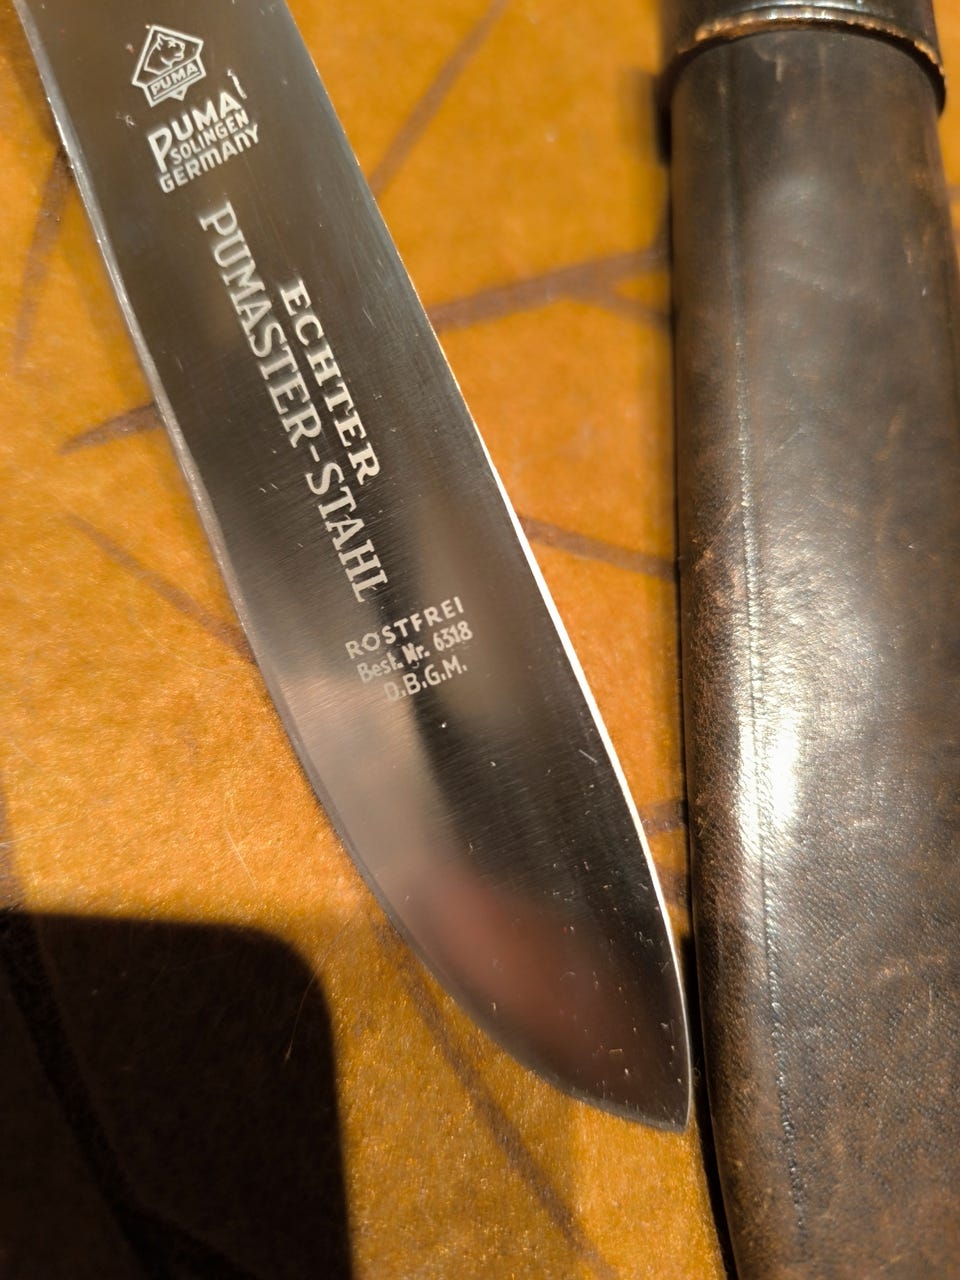 PUMA
PUMA
SOLINGEN
GERMANY
ECHTER
PUMASTER-STAHL
ROSTFREI
Best. Nr. 6318
D.B.G.M.